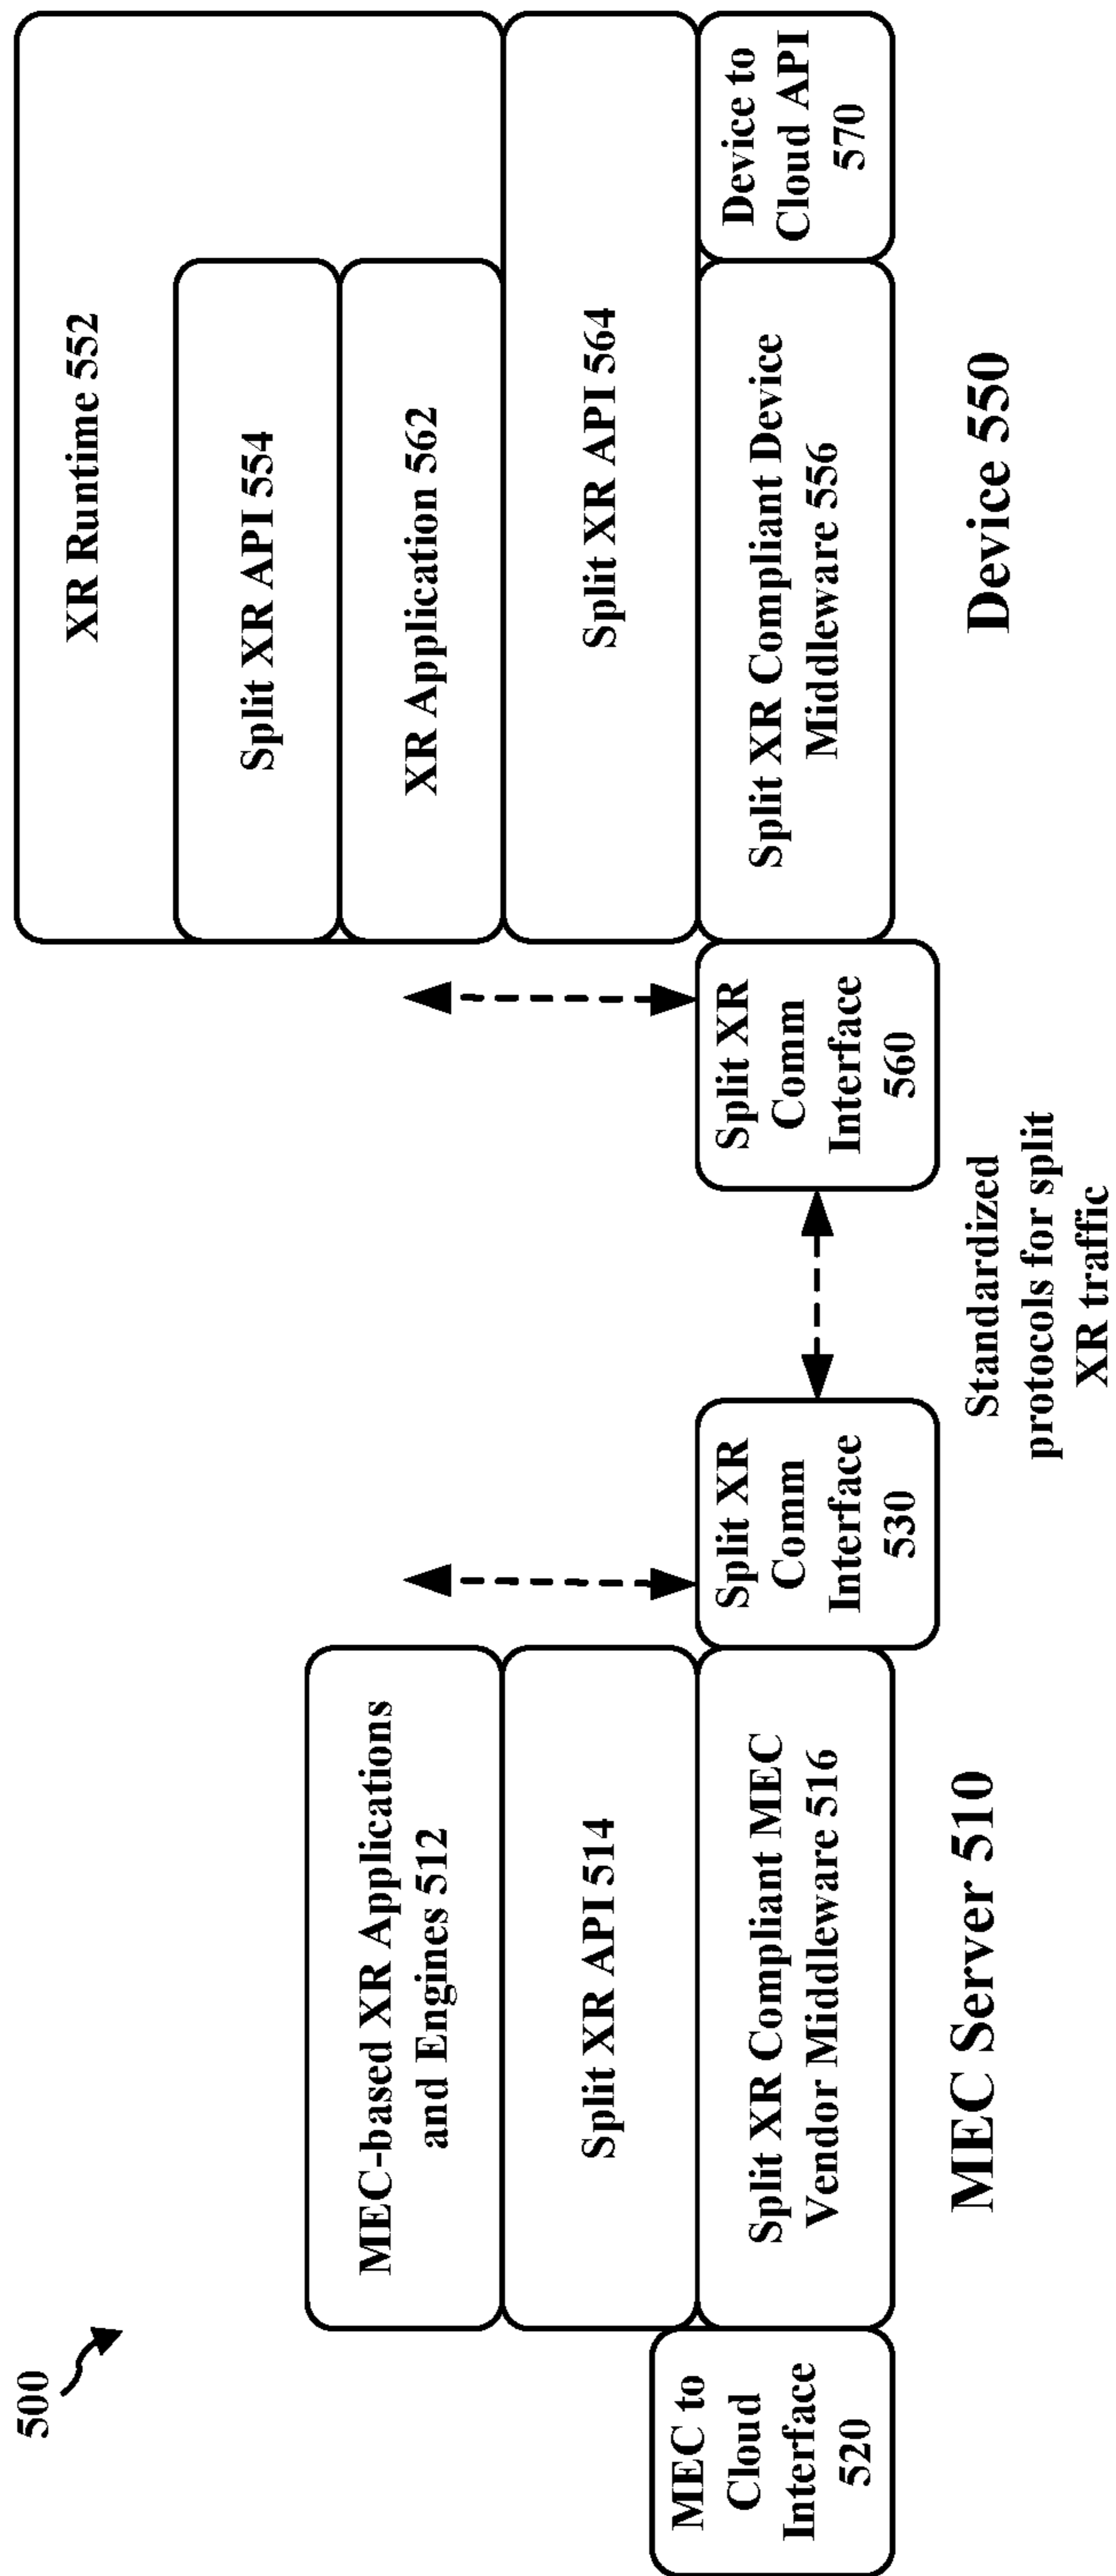 500
MEC-based XR Applications
and Engines 512
Split XR API 514
MEC to
Cloud
Interface
520
Split XR Compliant MEC
Vendor Middleware 516
Split XR
Comm
Interface
530
MEC Server 510
Standardized
protocols for split
XR traffic
XR Runtime 552
Split XR API 554
XR Application 562
Split XR API 564
Split XR
Comm
Interface
560
Split XR Compliant Device
Middleware 556
Device to
Cloud API
570
Device 550